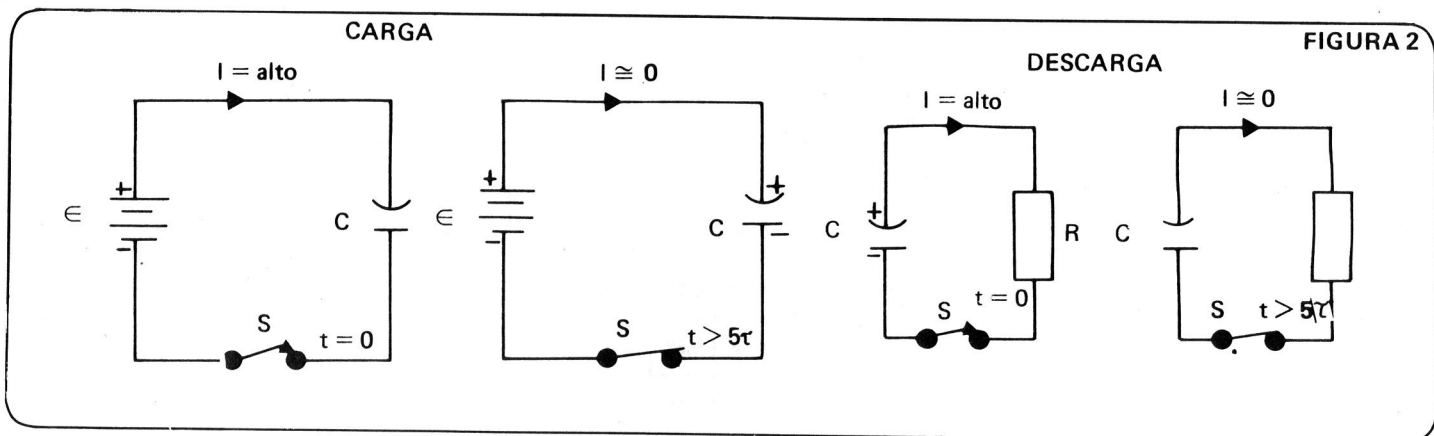 CARGA
FIGURA 2
DESCARGA
I = alto
I ≅ 0
I = alto
I ≅ 0
+
∈
−
C
+
∈
−
+
C
−
+
C
−
R
C
S
t = 0
S
t > 5τ
S
t = 0
S
t > 5τ